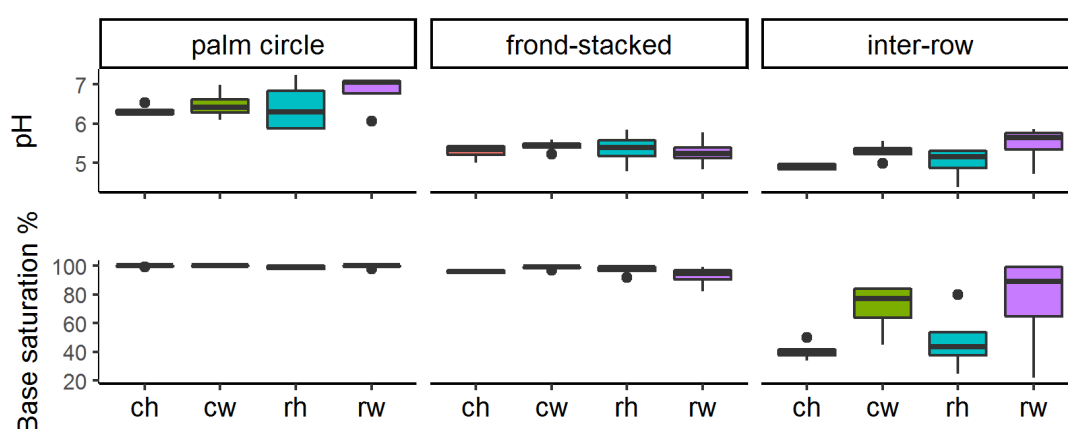 palm circle frond-stacked inter-row
pH
7
6
5
Base saturation %
100
80
60
40
20
ch cw rh rw ch cw rh rw ch cw rh rw